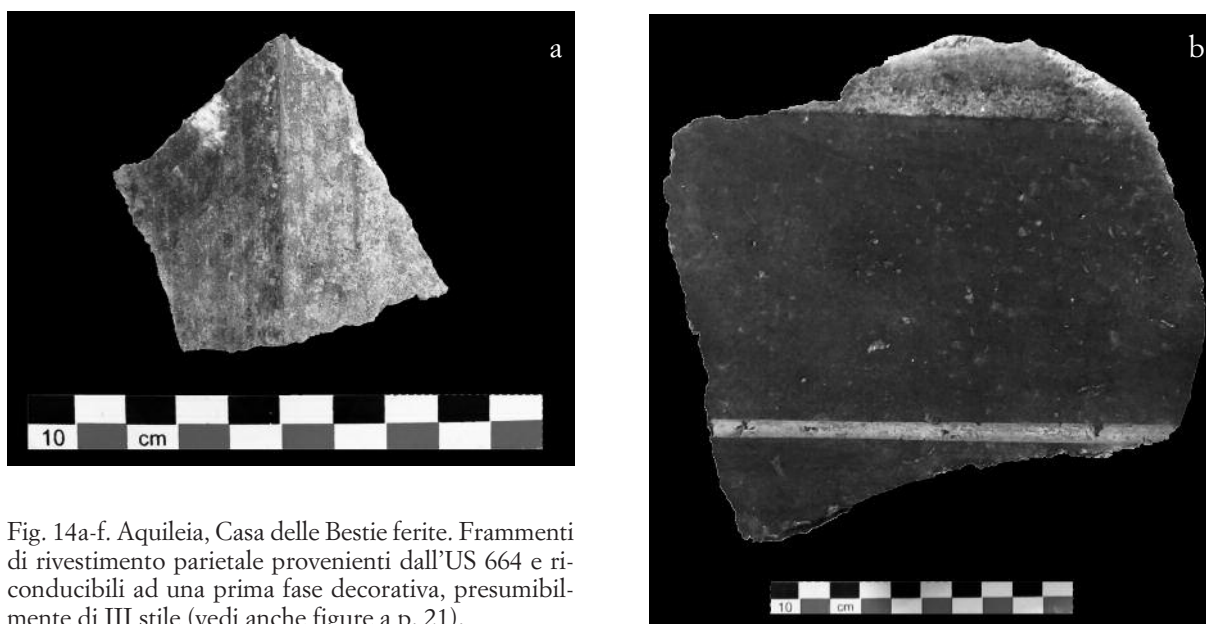 a
b
10 cm
Fig. 14a-f. Aquileia, Casa delle Bestie ferite. Frammenti
di rivestimento parietale provenienti dall'US 664 e ri-
conducibili ad una prima fase decorativa, presumibil-
mente di III stile (vedi anche figure a p. 21).
10 cm